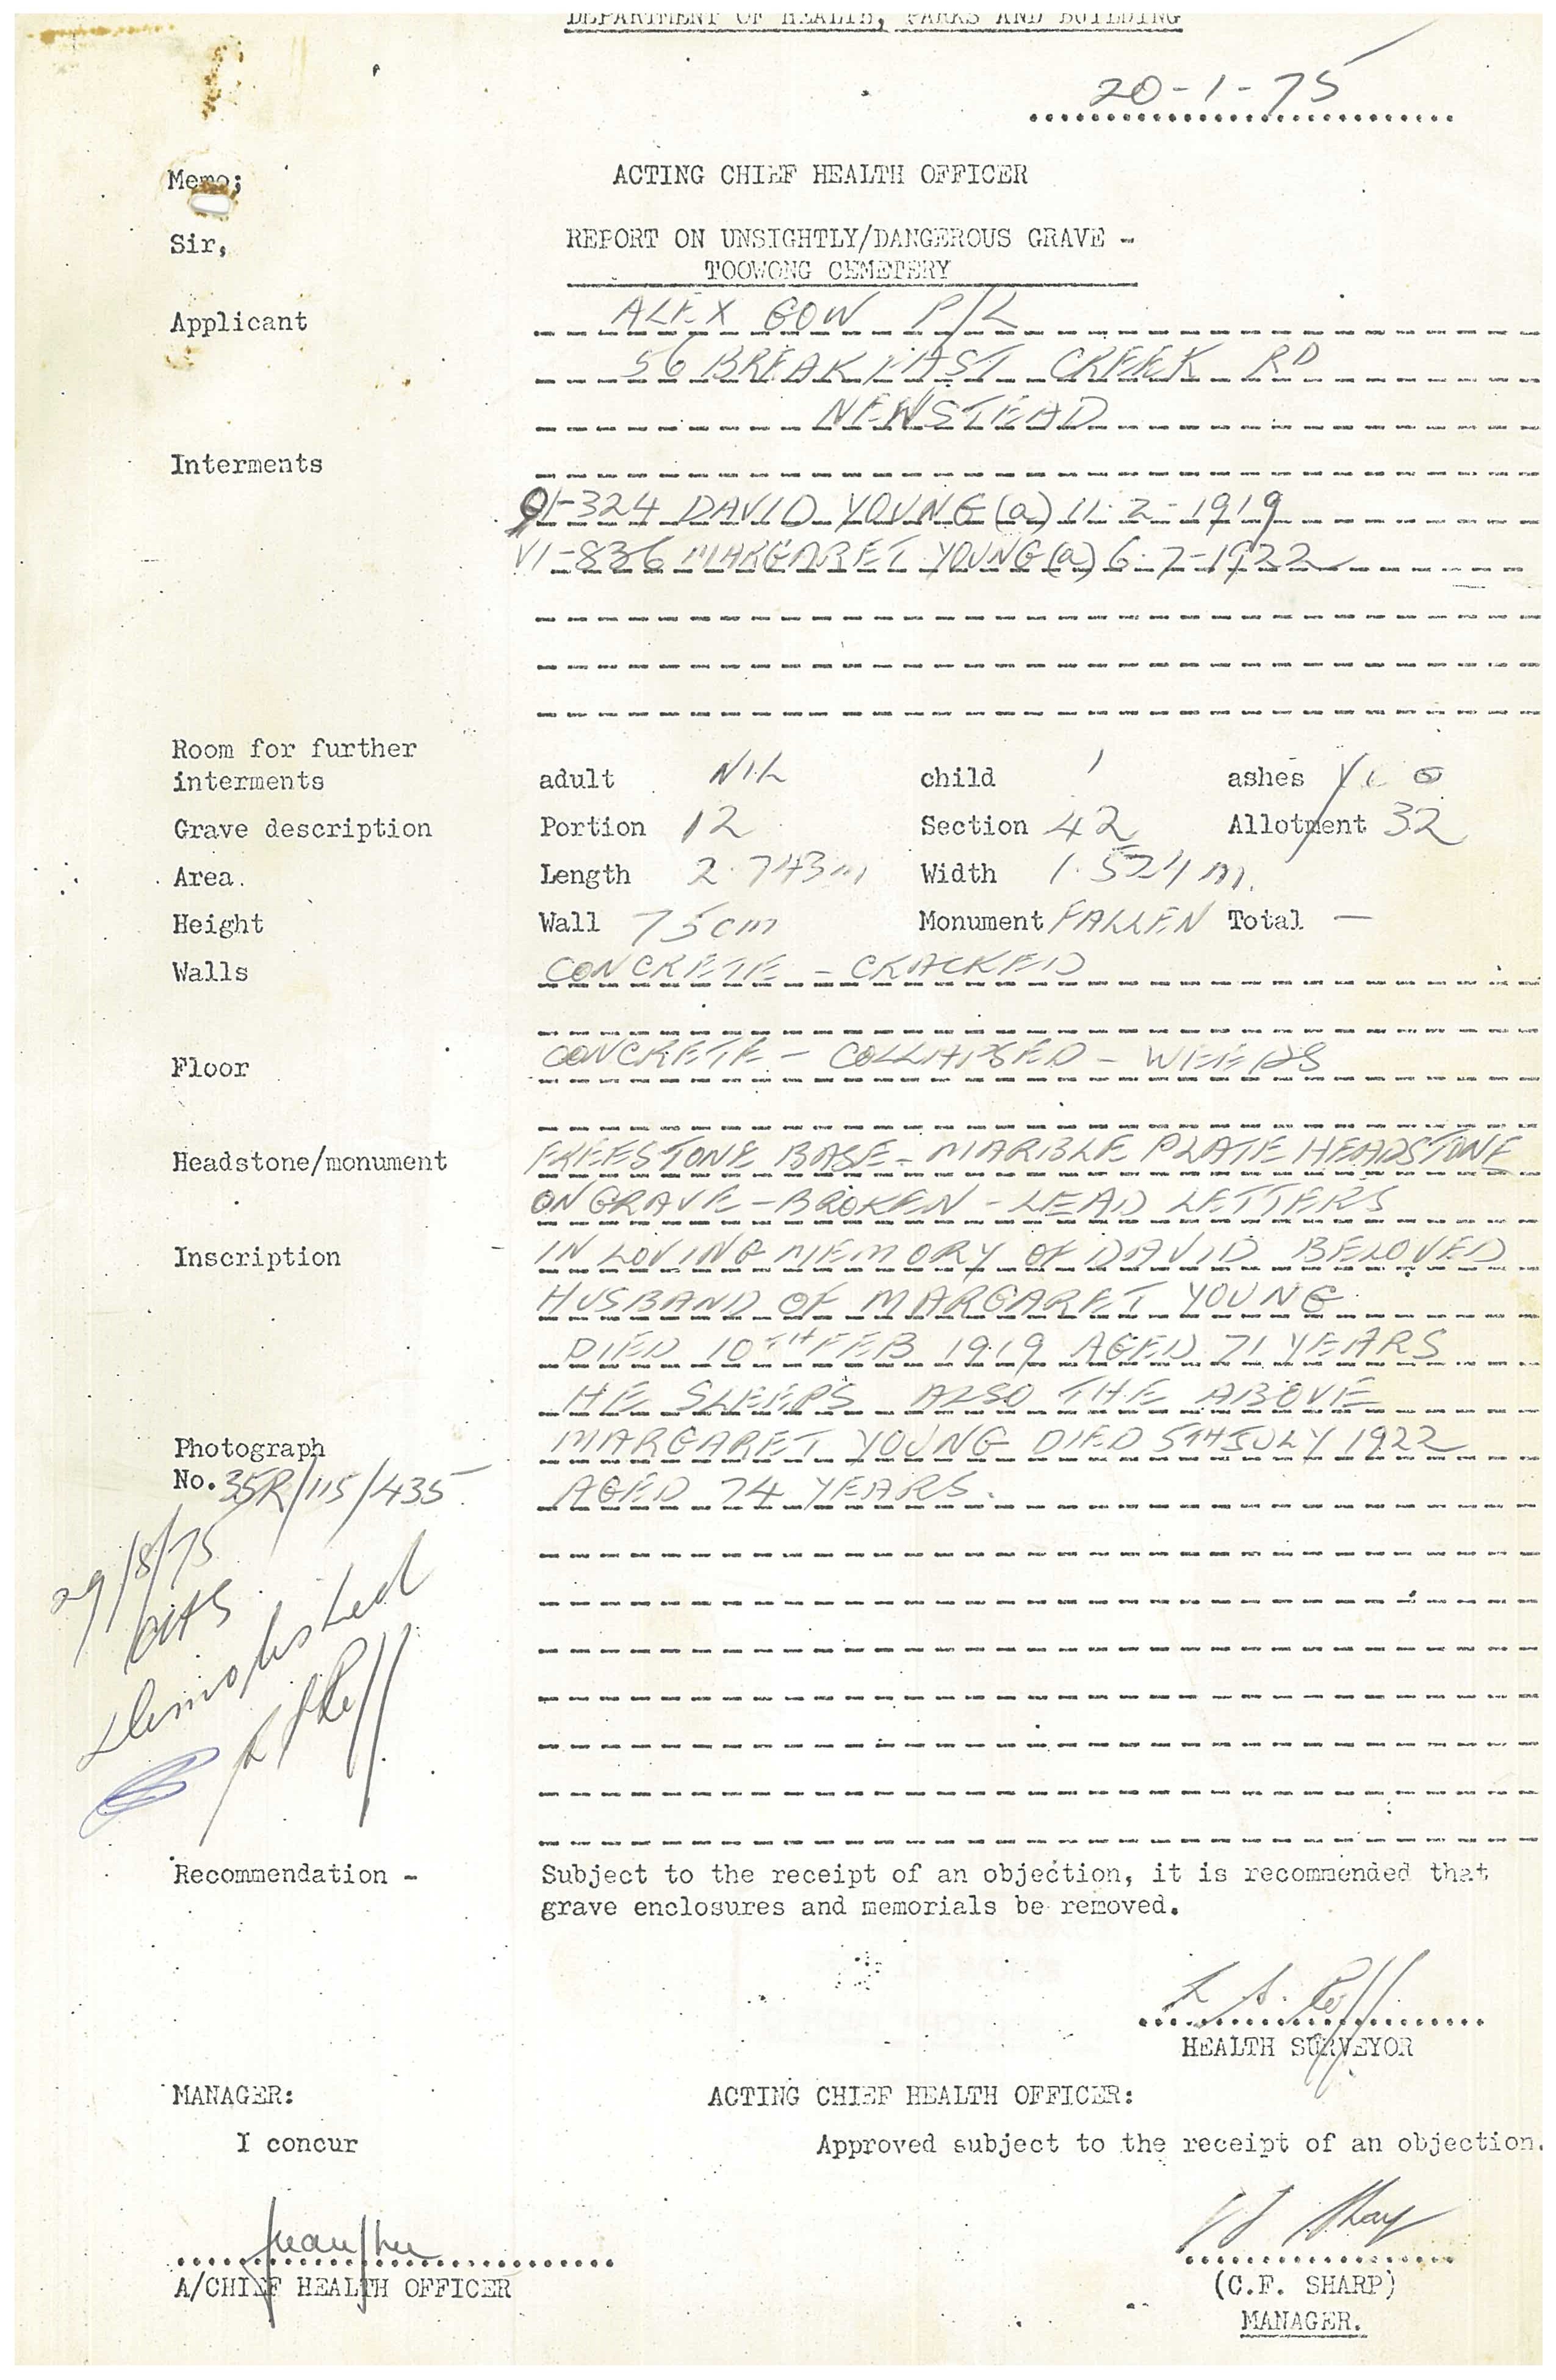 DEPARTMENT OF HEALTH, PARKS AND BUILDING
20-1-75
Memo; ACTING CHIEF HEALTH OFFICER
Sir, REPORT ON UNSIGHTLY/DANGEROUS GRAVE -
TOOWONG CEMETERY
Applicant ALEX GOW P/L
56 BREAKFAST CREEK RD
NEWSTEAD
Interments
91-324 DAVID YOUNG (a) 11-2-1919
VI-836 MARGARET YOUNG (a) 6-7-1922
Room for further
interments adult NIL child 1 ashes Yes
Grave description Portion 12 Section 42 Allotment 32
Area. Length 2.743m Width 1.524m.
Height Wall 75cm Monument FALLEN Total —
Walls CONCRETE - CRACKED
Floor CONCRETE - COLLAPSED - WEEDS
Headstone/monument FREESTONE BASE - MARBLE PLATE HEADSTONE
ON GRAVE - BROKEN - LEAD LETTERS
Inscription IN LOVING MEMORY OF DAVID BELOVED
HUSBAND OF MARGARET YOUNG
DIED 10TH FEB 1919 AGED 71 YEARS
HE SLEEPS ALSO THE ABOVE
Photograph MARGARET YOUNG DIED 5TH JULY 1922
No. 35R/115/435 AGED 74 YEARS.
29/8/75
demolished
Recommendation - Subject to the receipt of an objection, it is recommended that
grave enclosures and memorials be removed.
HEALTH SURVEYOR
MANAGER: ACTING CHIEF HEALTH OFFICER:
I concur Approved subject to the receipt of an objection.
A/CHIEF HEALTH OFFICER (C.F. SHARP)
MANAGER.